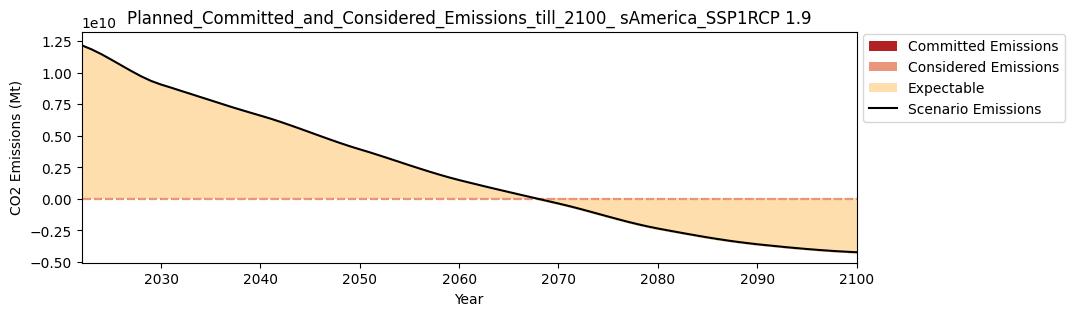 Planned_Committed_and_Considered_Emissions_till_2100_ sAmerica_SSP1RCP 1.9
1e10
1.25
1.00
0.75
0.50
0.25
0.00
−0.25
−0.50
CO2 Emissions (Mt)
2030 2040 2050 2060 2070 2080 2090 2100
Year
Committed Emissions
Considered Emissions
Expectable
Scenario Emissions